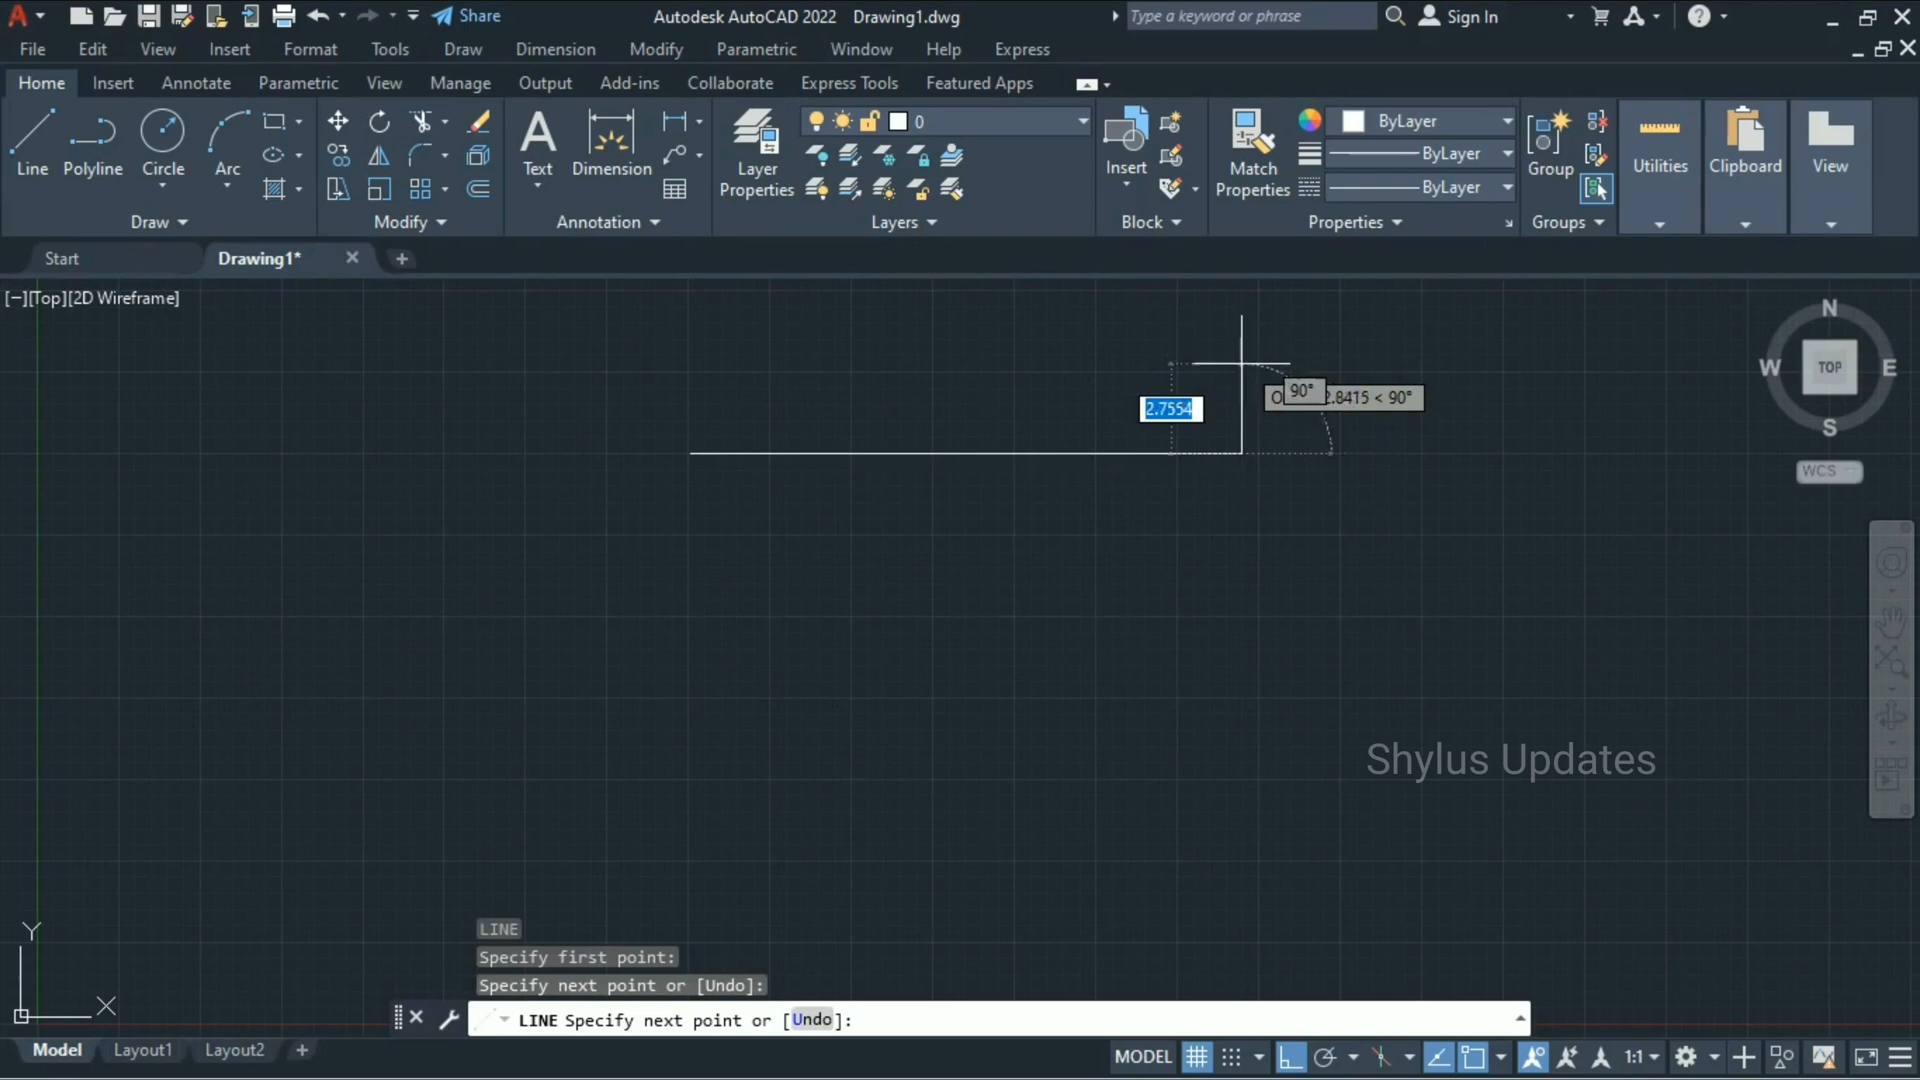 Share
Autodesk AutoCAD 2022 Drawing1.dwg
Type a keyword or phrase
Sign In
File Edit View Insert Format Tools Draw Dimension Modify Parametric Window Help Express
Home Insert Annotate Parametric View Manage Output Add-ins Collaborate Express Tools Featured Apps
0
ByLayer
ByLayer
ByLayer
Line Polyline Circle Arc
Text Dimension
Layer Properties
Insert
Match Properties
Group
Utilities
Clipboard
View
Draw Modify Annotation Layers Block Properties Groups
Start Drawing1*
[−][Top][2D Wireframe]
N
W TOP E
S
WCS
2.7554
90°
2.8415 < 90°
Shylus Updates
Y
X
LINE
Specify first point:
Specify next point or [Undo]:
LINE Specify next point or [Undo]:
Model Layout1 Layout2
MODEL 1:1